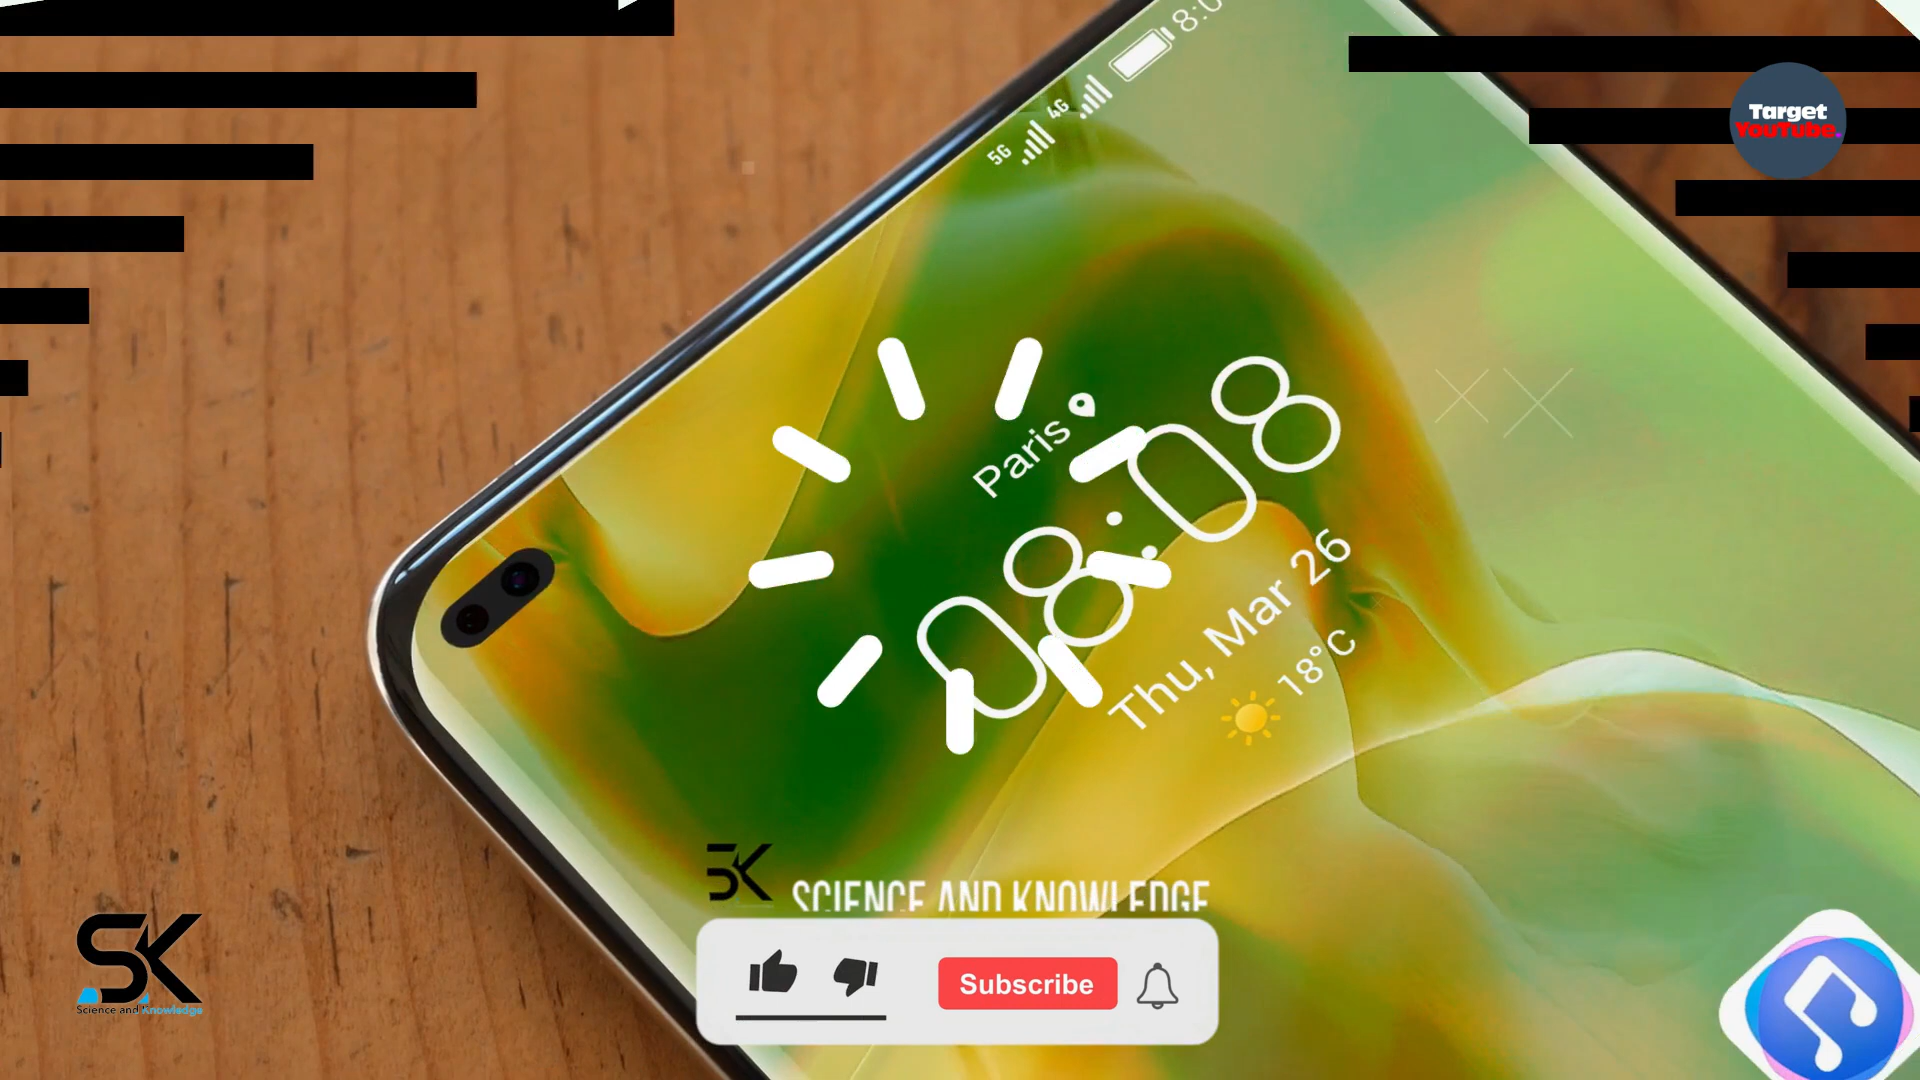 8:0
4G
5G
Target
YouTube.
Paris
08:08
Thu, Mar 26
18°C
SK
SCIENCE AND KNOWLEDGE
Subscribe
SK
Science and Knowledge